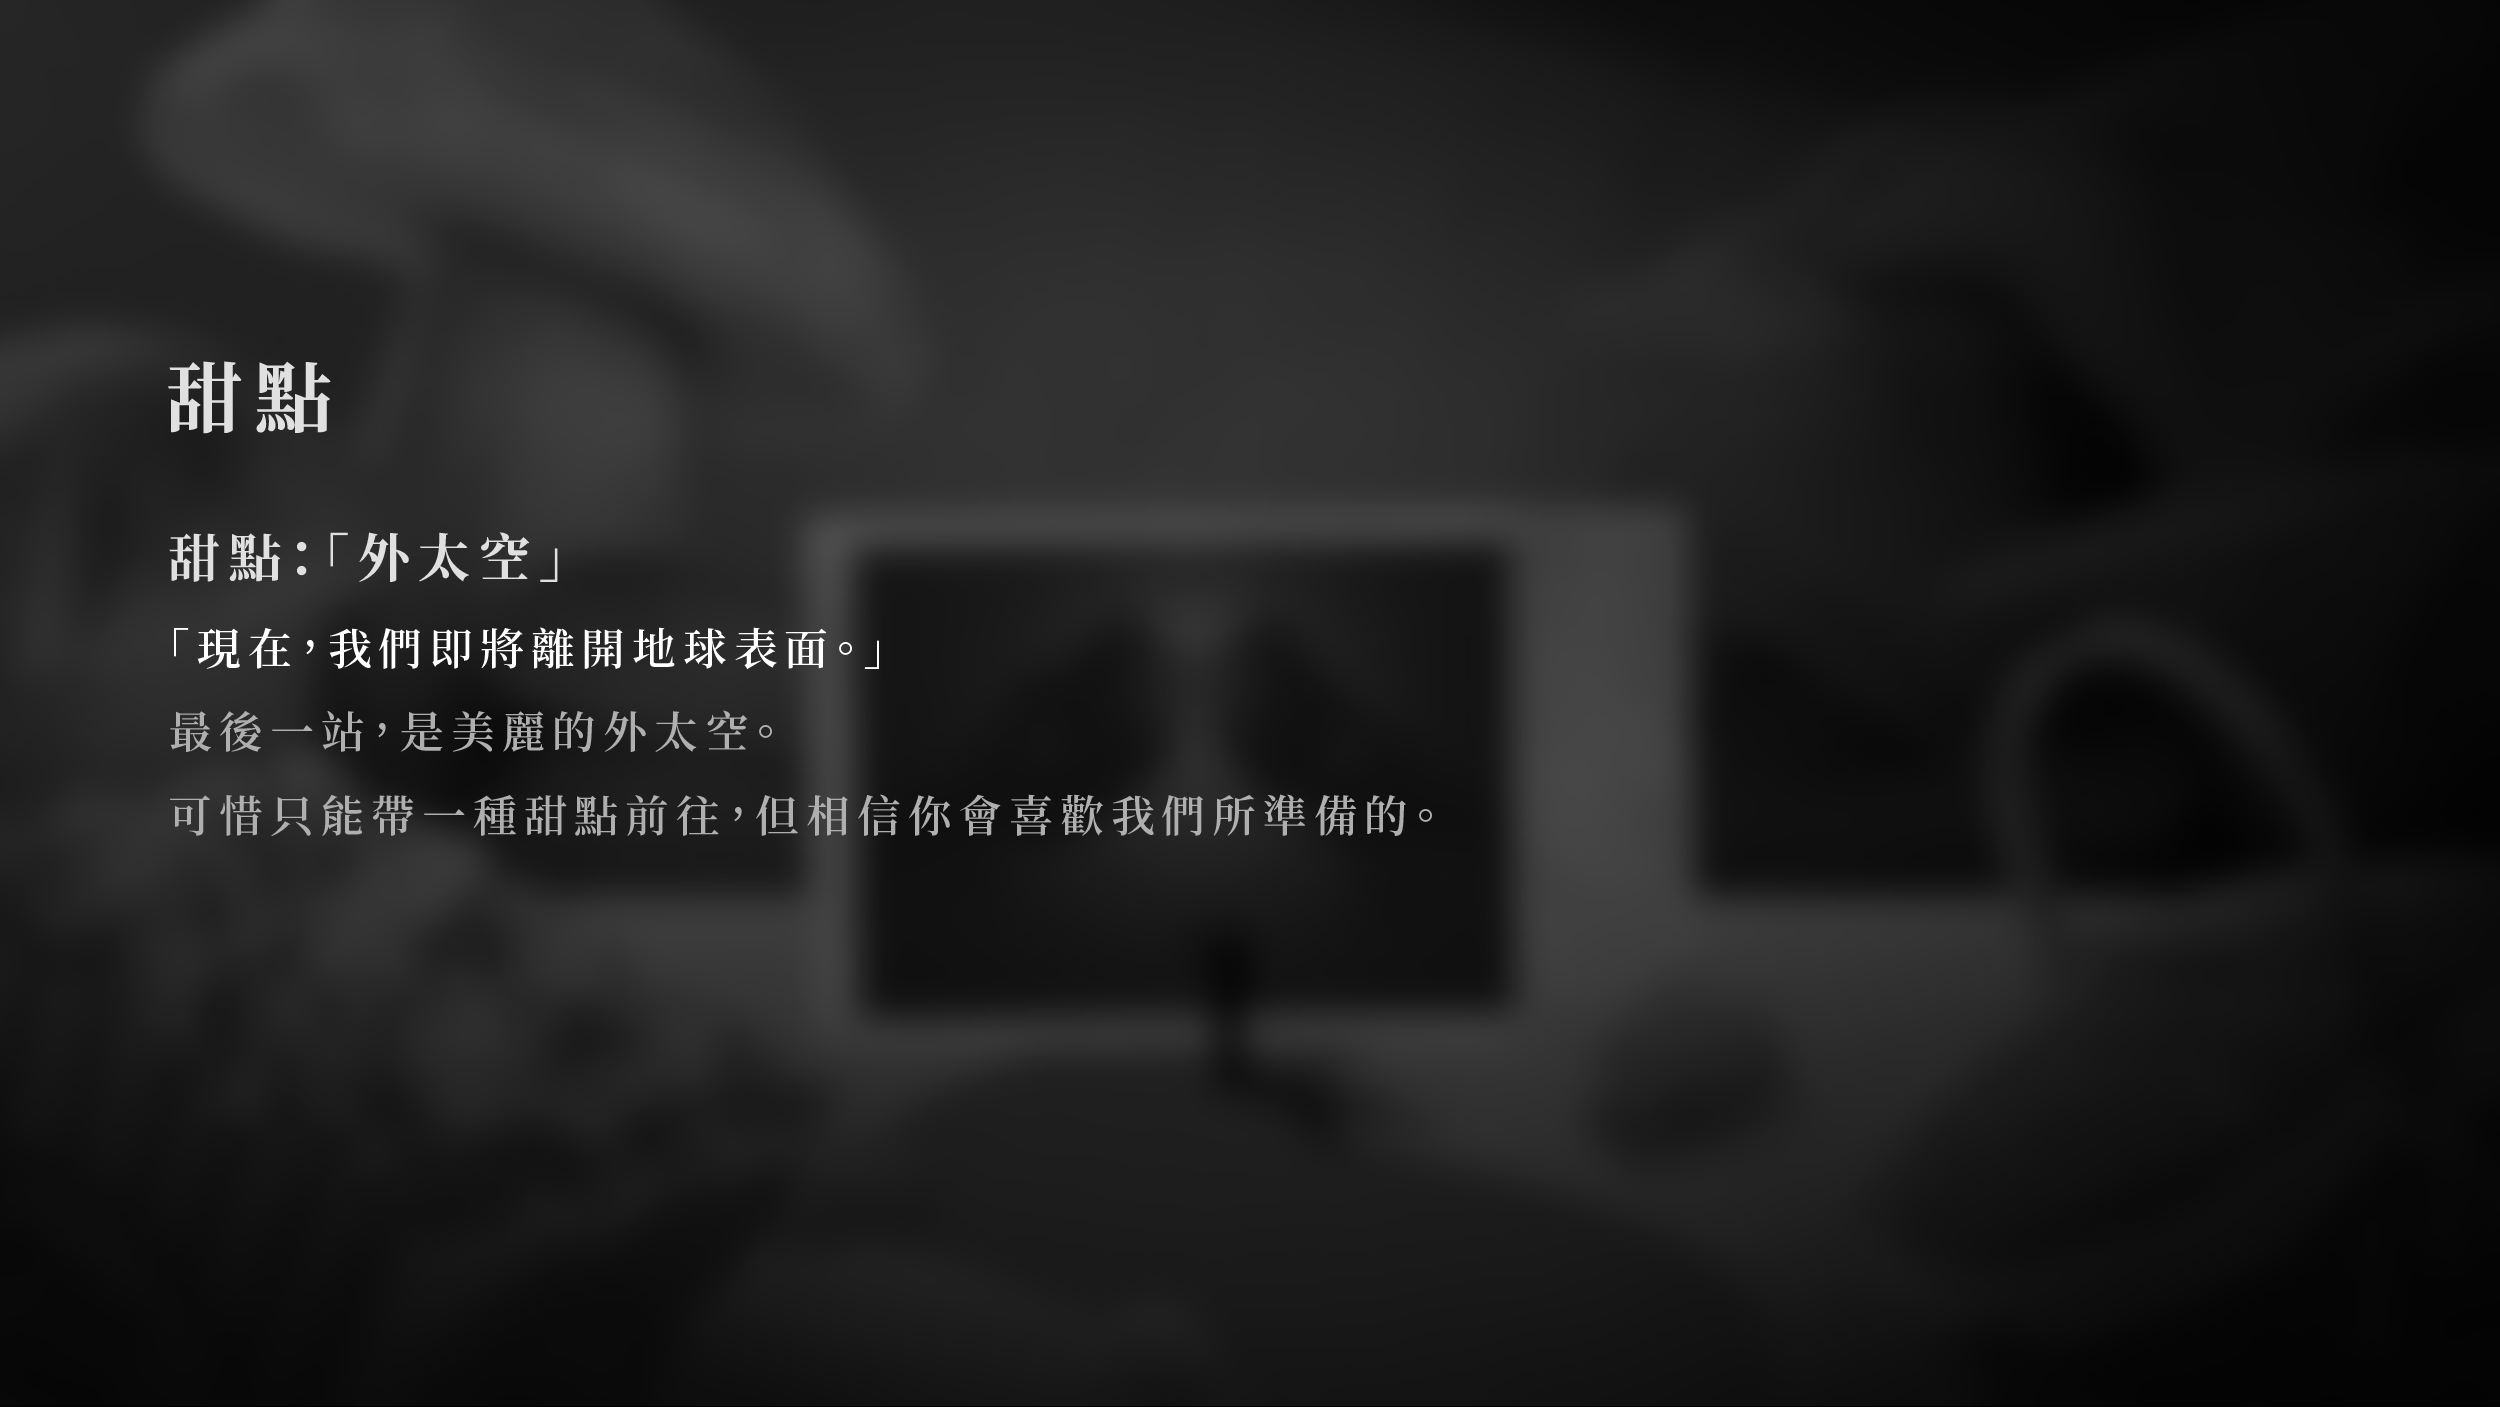 甜點
甜點：「外太空」
「現在，我們即將離開地球表面。」
最後一站，是美麗的外太空。
可惜只能帶一種甜點前往，但相信你會喜歡我們所準備的。